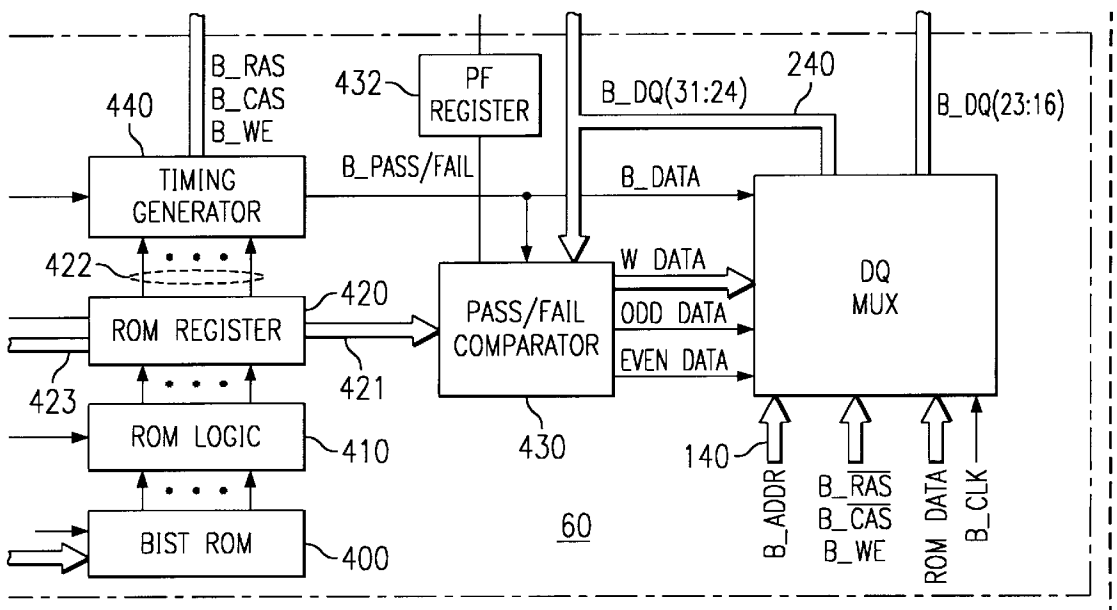 B_RAS
B_CAS
B_WE
440
432
PF
REGISTER
B_DQ(31:24)
240
B_DQ(23:16)
TIMING
GENERATOR
B_PASS/FAIL
B_DATA
422
420
ROM REGISTER
421
423
PASS/FAIL
COMPARATOR
430
W DATA
ODD DATA
EVEN DATA
DQ
MUX
ROM LOGIC
410
BIST ROM
400
60
140
B_ADDR
B_RAS
B_CAS
B_WE
ROM DATA
B_CLK